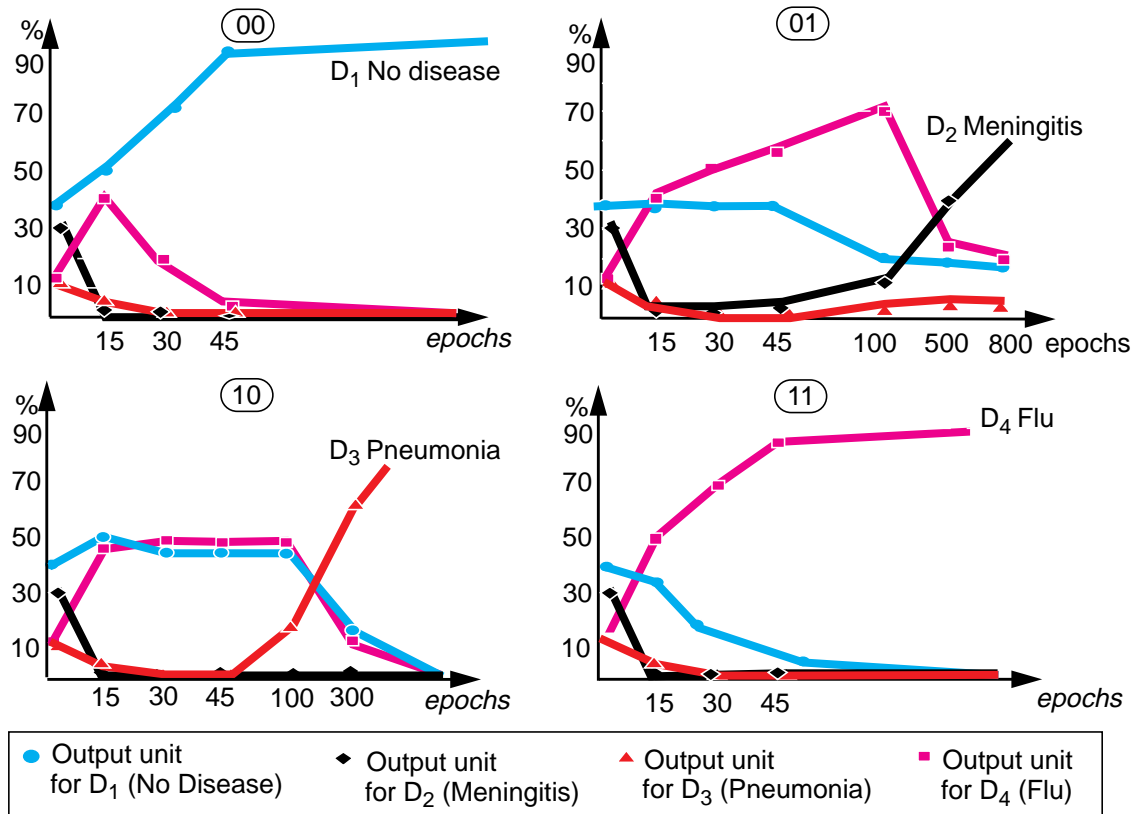 %
00
90
70
50
30
10
D1 No disease
15 30 45
epochs
%
01
90
70
50
30
10
D2 Meningitis
15 30 45 100 500 800 epochs
%
10
90
70
50
30
10
D3 Pneumonia
15 30 45 100 300 epochs
%
11
90
70
50
30
10
D4 Flu
15 30 45
epochs
Output unit
for D1 (No Disease)
Output unit
for D2 (Meningitis)
Output unit
for D3 (Pneumonia)
Output unit
for D4 (Flu)